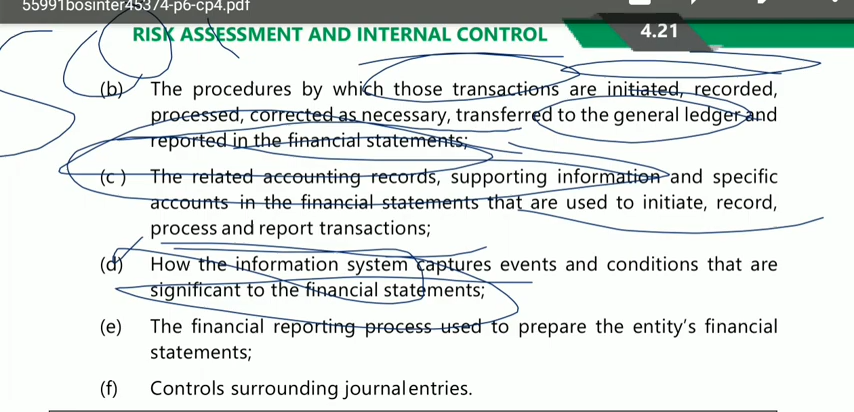 55991bosinter45374-p6-cp4.pdf
RISK ASSESSMENT AND INTERNAL CONTROL 4.21
(b) The procedures by which those transactions are initiated, recorded,
processed, corrected as necessary, transferred to the general ledger and
reported in the financial statements;
(c ) The related accounting records, supporting information and specific
accounts in the financial statements that are used to initiate, record,
process and report transactions;
(d) How the information system captures events and conditions that are
significant to the financial statements;
(e) The financial reporting process used to prepare the entity's financial
statements;
(f) Controls surrounding journal entries.